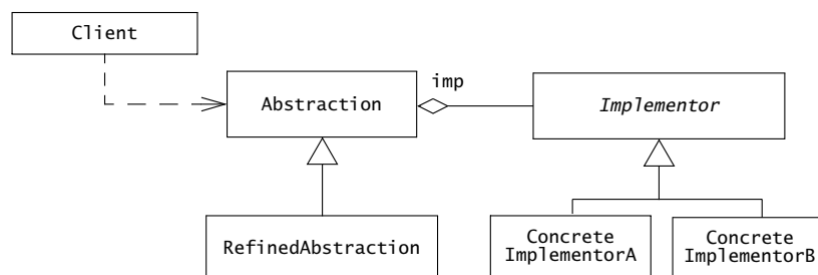 Client
imp
Abstraction
Implementor
RefinedAbstraction
Concrete
ImplementorA
Concrete
ImplementorB